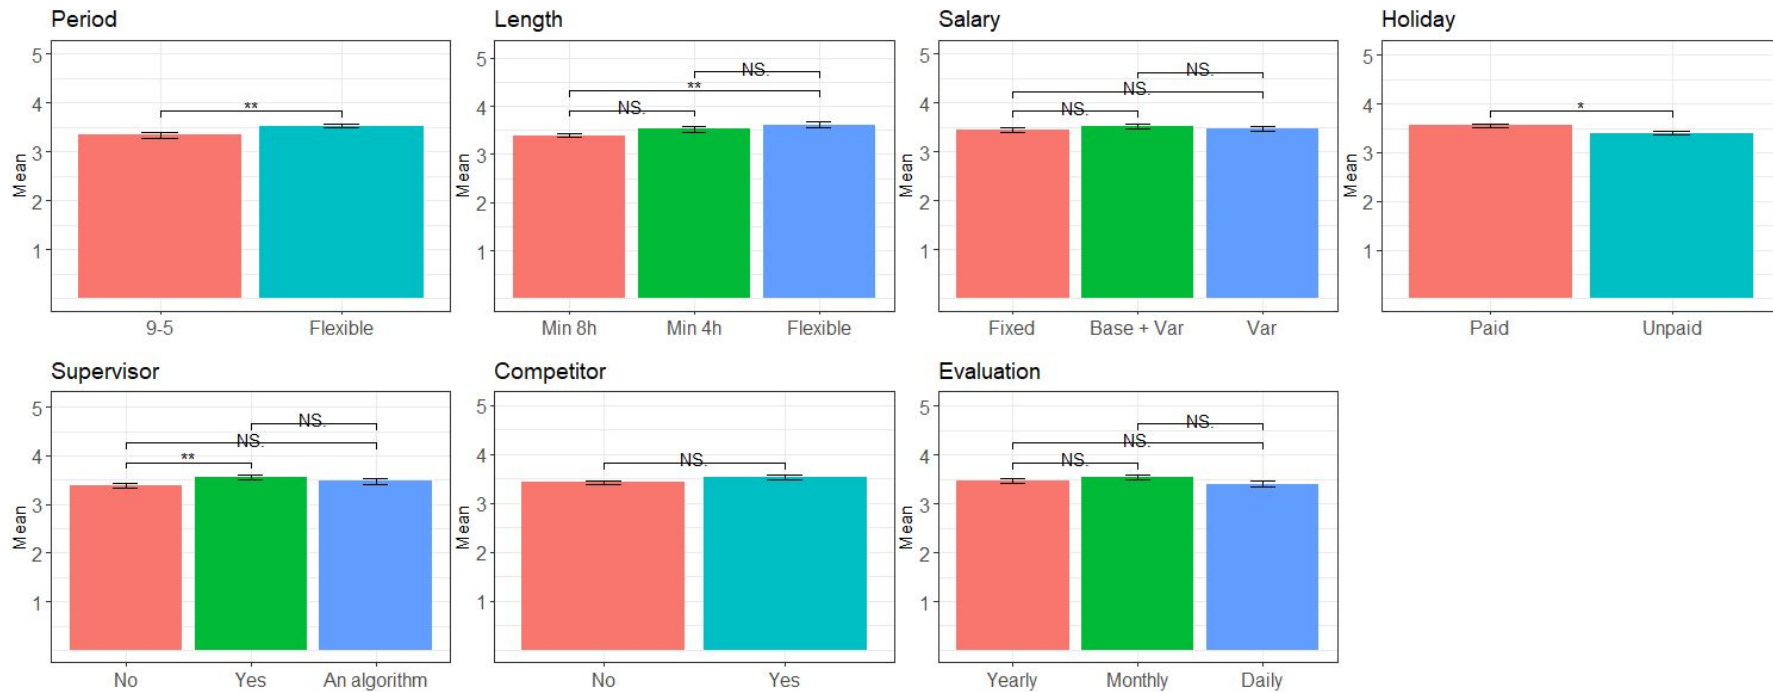 Period
5
4
3
2
1
Mean
**
9-5 Flexible
Length
5
4
3
2
1
Mean
NS.
**
NS.
Min 8h Min 4h Flexible
Salary
5
4
3
2
1
Mean
NS.
NS.
NS.
Fixed Base + Var Var
Holiday
5
4
3
2
1
Mean
*
Paid Unpaid
Supervisor
5
4
3
2
1
Mean
NS.
NS.
**
No Yes An algorithm
Competitor
5
4
3
2
1
Mean
NS.
No Yes
Evaluation
5
4
3
2
1
Mean
NS.
NS.
NS.
Yearly Monthly Daily